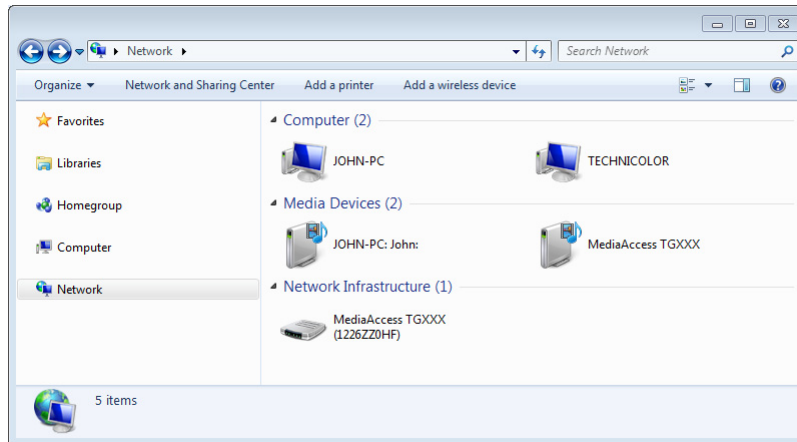 Network
Search Network
Organize Network and Sharing Center Add a printer Add a wireless device
Favorites
Libraries
Homegroup
Computer
Network
Computer (2)
JOHN-PC TECHNICOLOR
Media Devices (2)
JOHN-PC: John: MediaAccess TGXXX
Network Infrastructure (1)
MediaAccess TGXXX
(1226ZZ0HF)
5 items